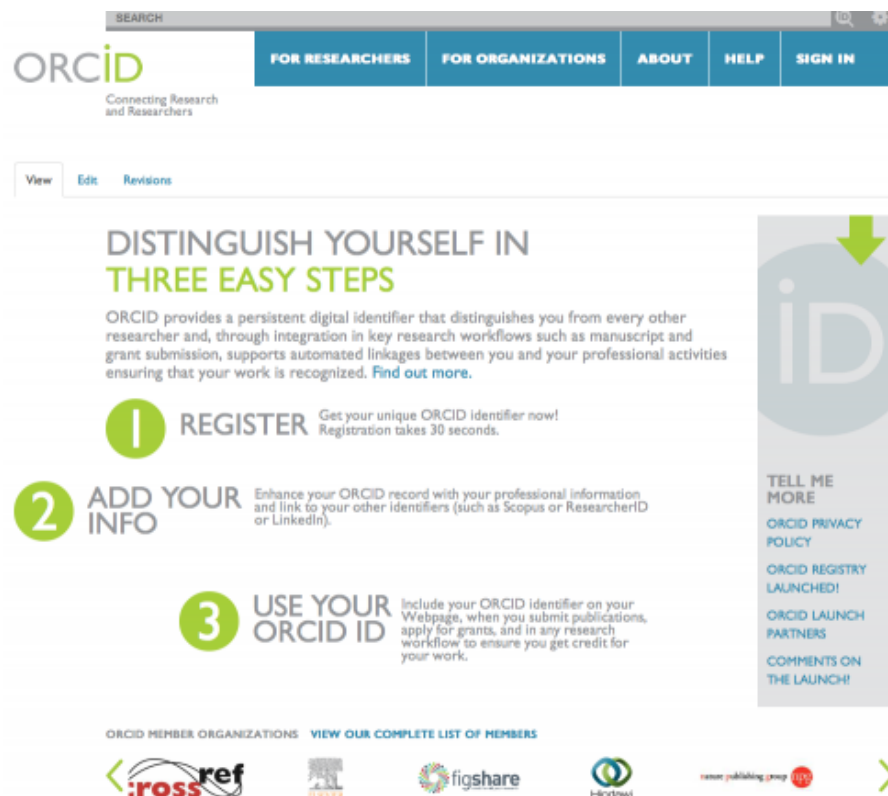 SEARCH
ORCID
Connecting Research
and Researchers
FOR RESEARCHERS
FOR ORGANIZATIONS
ABOUT
HELP
SIGN IN
View
Edit
Revisions
DISTINGUISH YOURSELF IN
THREE EASY STEPS
ORCID provides a persistent digital identifier that distinguishes you from every other
researcher and, through integration in key research workflows such as manuscript and
grant submission, supports automated linkages between you and your professional activities
ensuring that your work is recognized. Find out more.
1
REGISTER
Get your unique ORCID identifier now!
Registration takes 30 seconds.
2
ADD YOUR
INFO
Enhance your ORCID record with your professional information
and link to your other identifiers (such as Scopus or ResearcherID
or LinkedIn).
3
USE YOUR
ORCID ID
Include your ORCID identifier on your
Webpage, when you submit publications,
apply for grants, and in any research
workflow to ensure you get credit for
your work.
iD
TELL ME
MORE
ORCID PRIVACY
POLICY
ORCID REGISTRY
LAUNCHED!
ORCID LAUNCH
PARTNERS
COMMENTS ON
THE LAUNCH!
ORCID MEMBER ORGANIZATIONS VIEW OUR COMPLETE LIST OF MEMBERS
cross
ref
figshare
Hindawi
nature publishing group npg